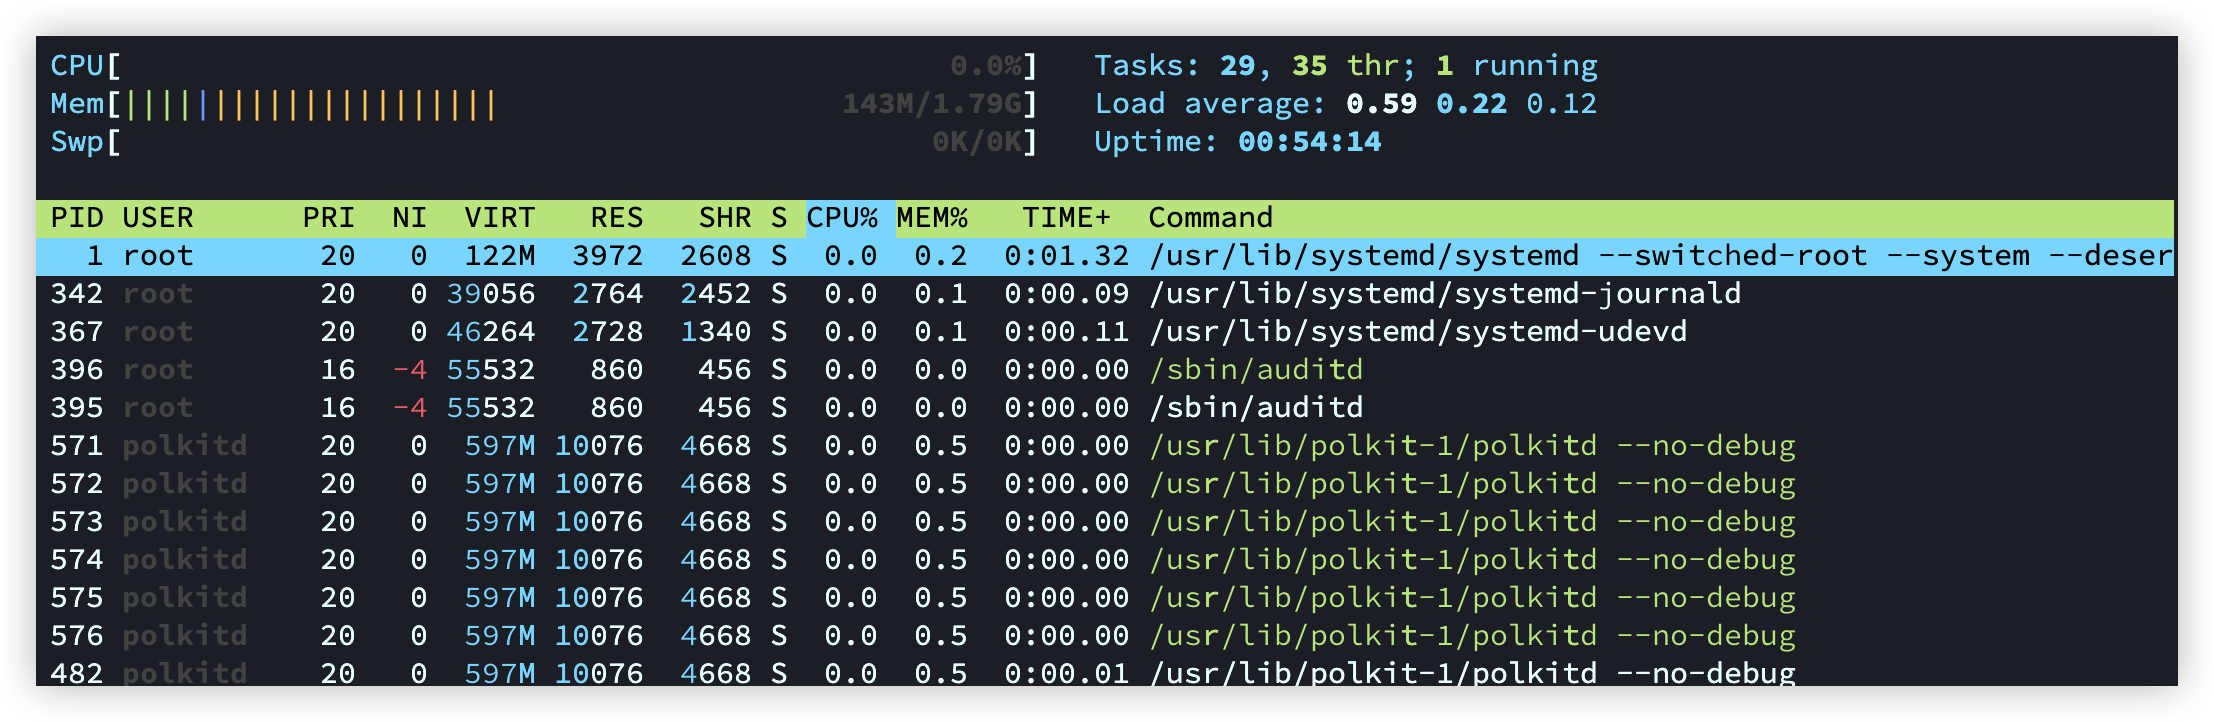 CPU[ 0.0%] Tasks: 29, 35 thr; 1 running
Mem[||||||||||||||||||||| 143M/1.79G] Load average: 0.59 0.22 0.12
Swp[ 0K/0K] Uptime: 00:54:14
PID USER PRI NI VIRT RES SHR S CPU% MEM% TIME+ Command
1 root 20 0 122M 3972 2608 S 0.0 0.2 0:01.32 /usr/lib/systemd/systemd --switched-root --system --deser
342 root 20 0 39056 2764 2452 S 0.0 0.1 0:00.09 /usr/lib/systemd/systemd-journald
367 root 20 0 46264 2728 1340 S 0.0 0.1 0:00.11 /usr/lib/systemd/systemd-udevd
396 root 16 -4 55532 860 456 S 0.0 0.0 0:00.00 /sbin/auditd
395 root 16 -4 55532 860 456 S 0.0 0.0 0:00.00 /sbin/auditd
571 polkitd 20 0 597M 10076 4668 S 0.0 0.5 0:00.00 /usr/lib/polkit-1/polkitd --no-debug
572 polkitd 20 0 597M 10076 4668 S 0.0 0.5 0:00.00 /usr/lib/polkit-1/polkitd --no-debug
573 polkitd 20 0 597M 10076 4668 S 0.0 0.5 0:00.00 /usr/lib/polkit-1/polkitd --no-debug
574 polkitd 20 0 597M 10076 4668 S 0.0 0.5 0:00.00 /usr/lib/polkit-1/polkitd --no-debug
575 polkitd 20 0 597M 10076 4668 S 0.0 0.5 0:00.00 /usr/lib/polkit-1/polkitd --no-debug
576 polkitd 20 0 597M 10076 4668 S 0.0 0.5 0:00.00 /usr/lib/polkit-1/polkitd --no-debug
482 polkitd 20 0 597M 10076 4668 S 0.0 0.5 0:00.01 /usr/lib/polkit-1/polkitd --no-debug